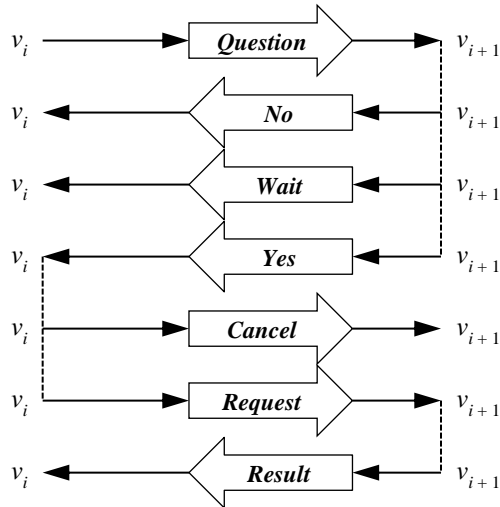 v_i Question v_{i+1}
v_i No v_{i+1}
v_i Wait v_{i+1}
v_i Yes v_{i+1}
v_i Cancel v_{i+1}
v_i Request v_{i+1}
v_i Result v_{i+1}